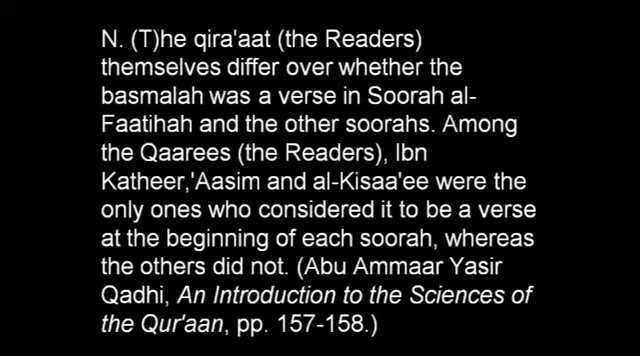 N. (T)he qira'aat (the Readers)
themselves differ over whether the
basmalah was a verse in Soorah al-
Faatihah and the other soorahs. Among
the Qaarees (the Readers), Ibn
Katheer,'Aasim and al-Kisaa'ee were the
only ones who considered it to be a verse
at the beginning of each soorah, whereas
the others did not. (Abu Ammaar Yasir
Qadhi, An Introduction to the Sciences of
the Qur'aan, pp. 157-158.)